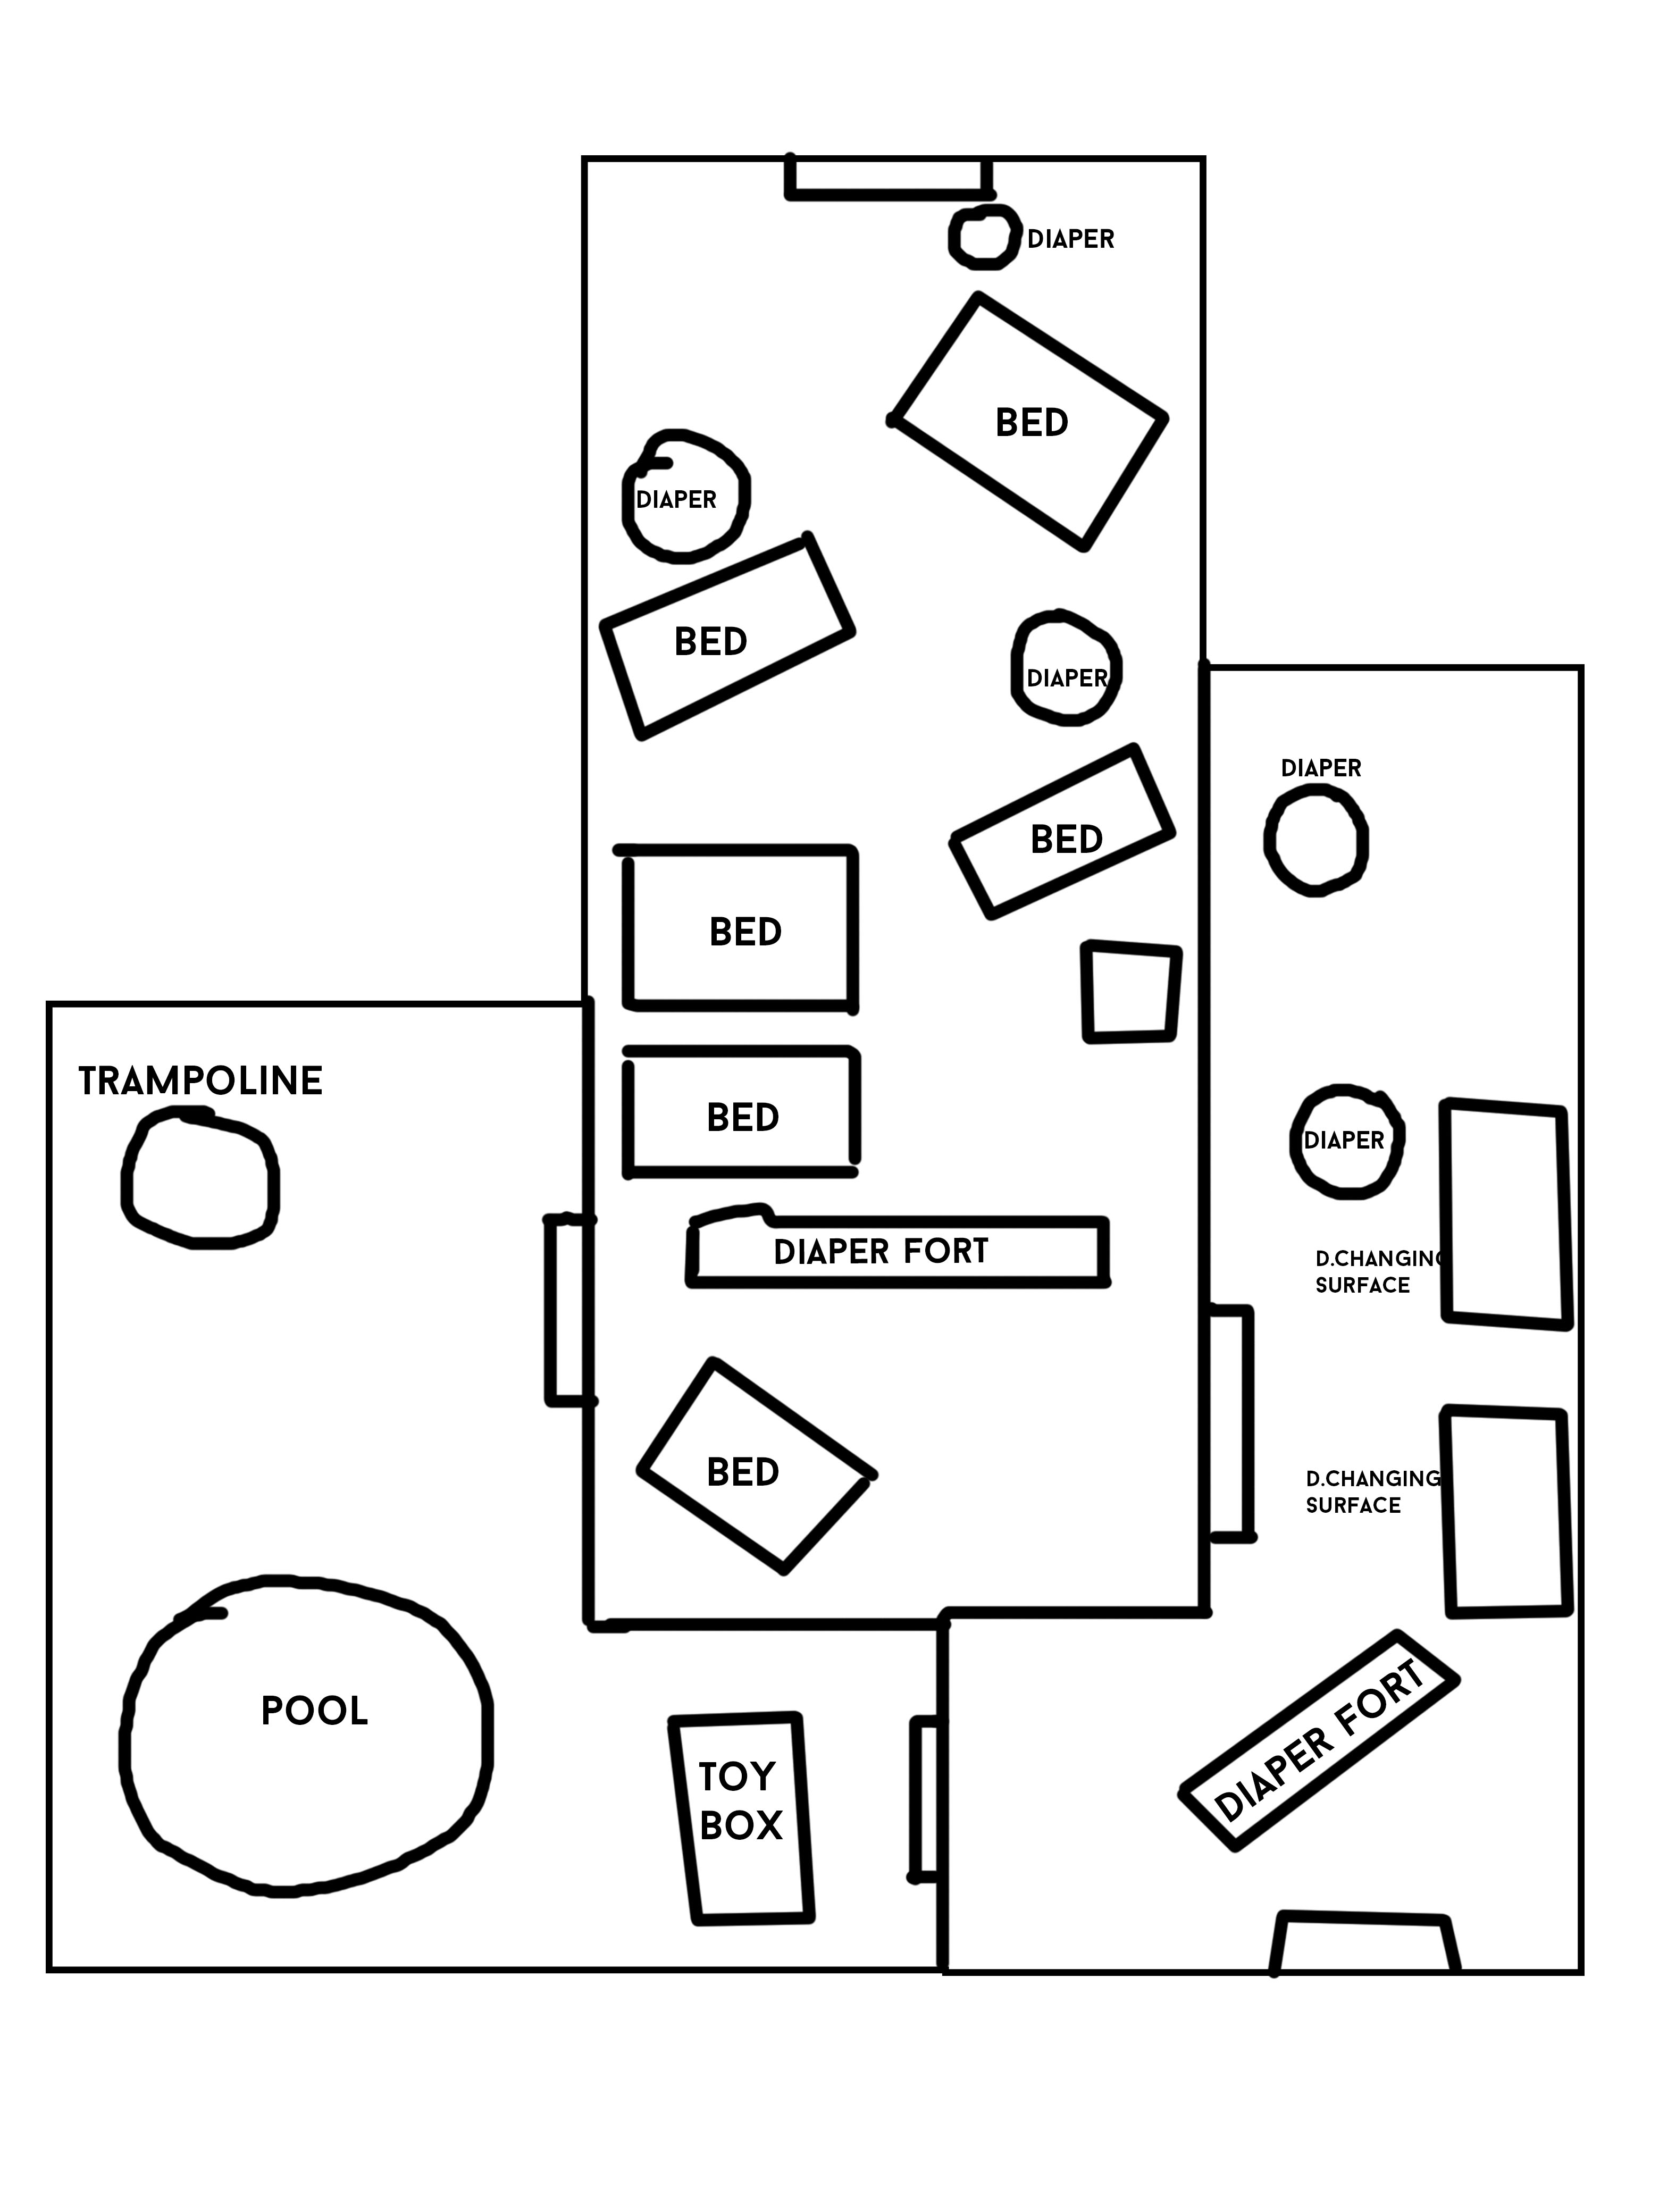 DIAPER
BED
DIAPER
BED
DIAPER
BED
DIAPER
BED
TRAMPOLINE
BED
DIAPER
DIAPER FORT
D.CHANGING
SURFACE
BED
D.CHANGING
SURFACE
POOL
DIAPER FORT
TOY
BOX